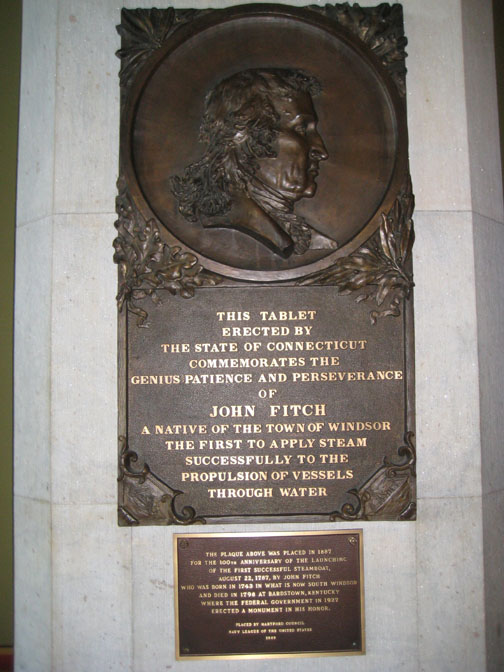 THIS TABLET
ERECTED BY
THE STATE OF CONNECTICUT
COMMEMORATES THE
GENIUS PATIENCE AND PERSEVERANCE
OF
JOHN FITCH
A NATIVE OF THE TOWN OF WINDSOR
THE FIRST TO APPLY STEAM
SUCCESSFULLY TO THE
PROPULSION OF VESSELS
THROUGH WATER
THE PLAQUE ABOVE WAS PLACED IN 1887
FOR THE 100TH ANNIVERSARY OF THE LAUNCHING
OF THE FIRST SUCCESSFUL STEAMBOAT,
AUGUST 22, 1787, BY JOHN FITCH
WHO WAS BORN IN 1743 IN WHAT IS NOW SOUTH WINDSOR
AND DIED IN 1798 AT BARDSTOWN, KENTUCKY
WHERE THE FEDERAL GOVERNMENT IN 1927
ERECTED A MONUMENT IN HIS HONOR.
PLACED BY HARTFORD COUNCIL
NAVY LEAGUE OF THE UNITED STATES